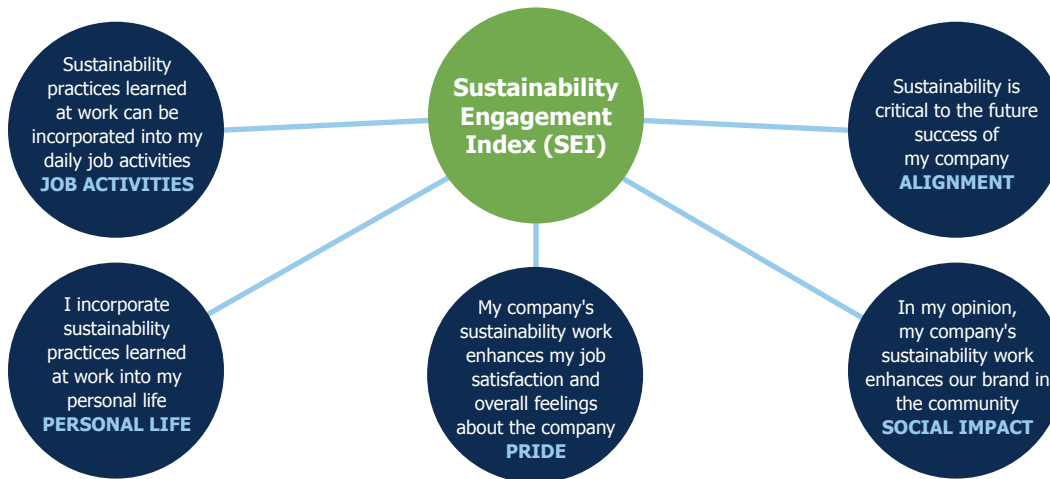 Sustainability
practices learned
at work can be
incorporated into my
daily job activities
JOB ACTIVITIES
Sustainability
Engagement
Index (SEI)
Sustainability is
critical to the future
success of
my company
ALIGNMENT
I incorporate
sustainability
practices learned
at work into my
personal life
PERSONAL LIFE
My company's
sustainability work
enhances my job
satisfaction and
overall feelings
about the company
PRIDE
In my opinion,
my company's
sustainability work
enhances our brand in
the community
SOCIAL IMPACT